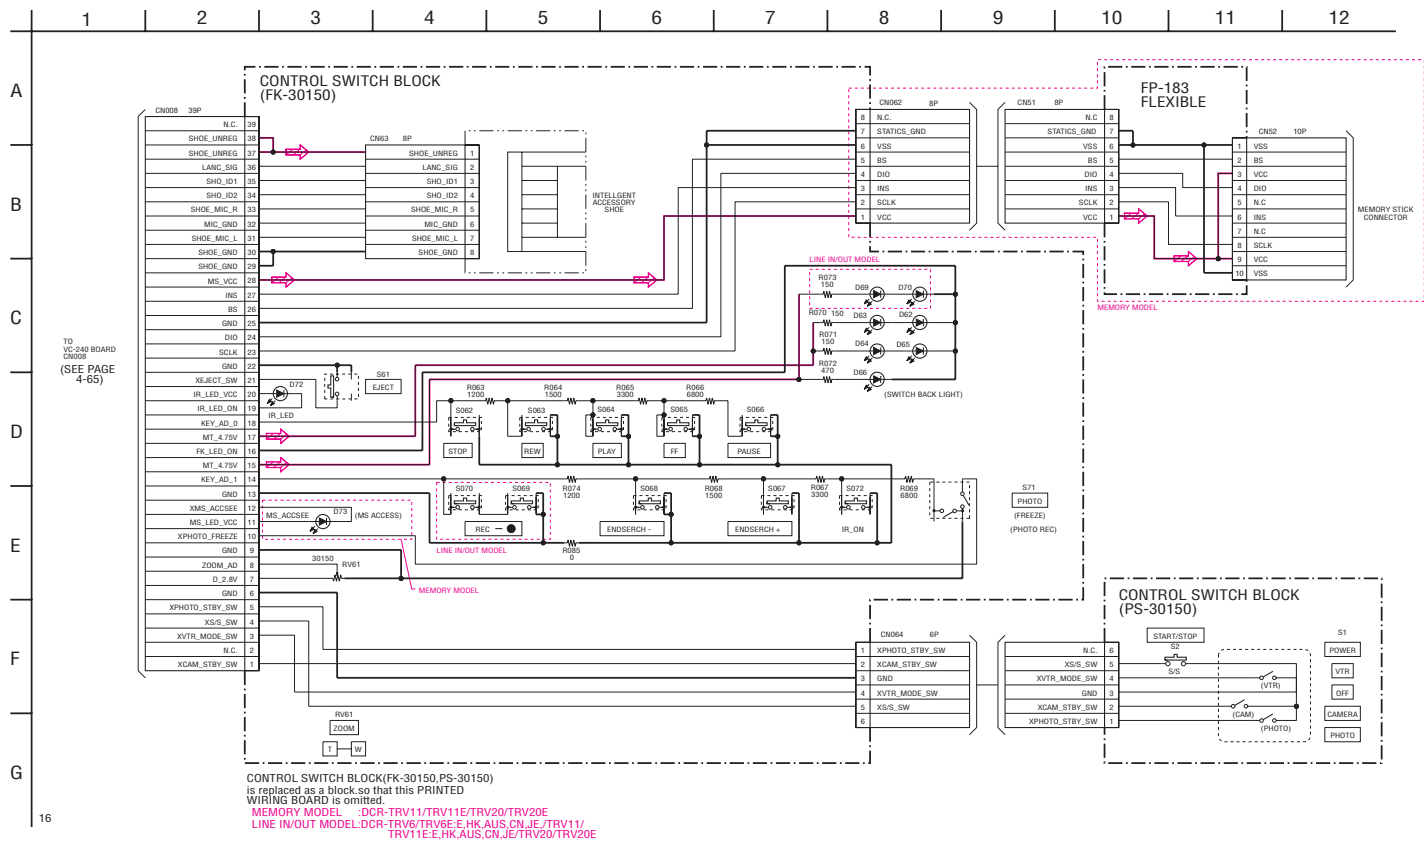 1 2 3 4 5 6 7 8 9 10 11 12
A
B
C
D
E
F
G
16
CONTROL SWITCH BLOCK
(FK-30150)
CN008 39P
N.C. 39
SHOE_UNREG 38
SHOE_UNREG 37
LANC_SIG 36
SHO_ID1 35
SHO_ID2 34
SHOE_MIC_R 33
MIC_GND 32
SHOE_MIC_L 31
SHOE_GND 30
SHOE_GND 29
MS_VCC 28
INS 27
BS 26
GND 25
DIO 24
SCLK 23
GND 22
XEJECT_SW 21
IR_LED_VCC 20
IR_LED_ON 19
KEY_AD_0 18
MT_4.75V 17
FK_LED_ON 16
MT_4.75V 15
KEY_AD_1 14
GND 13
XMS_ACCSEE 12
MS_LED_VCC 11
XPHOTO_FREEZE 10
GND 9
ZOOM_AD 8
D_2.8V 7
GND 6
XPHOTO_STBY_SW 5
XS/S_SW 4
XVTR_MODE_SW 3
N.C. 2
XCAM_STBY_SW 1
TO
VC-240 BOARD
CN008
(SEE PAGE
4-65)
CN63 8P
SHOE_UNREG 1
LANC_SIG 2
SHO_ID1 3
SHO_ID2 4
SHOE_MIC_R 5
MIC_GND 6
SHOE_MIC_L 7
SHOE_GND 8
INTELLGENT
ACCESSORY
SHOE
CN062 8P
8 N.C.
7 STATICS_GND
6 VSS
5 BS
4 DIO
3 INS
2 SCLK
1 VCC
CN51 8P
N.C 8
STATICS_GND 7
VSS 6
BS 5
DIO 4
INS 3
SCLK 2
VCC 1
FP-183
FLEXIBLE
CN52 10P
1 VSS
2 BS
3 VCC
4 DIO
5 N.C
6 INS
7 N.C
8 SCLK
9 VCC
10 VSS
MEMORY STICK
CONNECTOR
MEMORY MODEL
LINE IN/OUT MODEL
R073
150
D69 D70
R070 150
D63 D62
R071
150
D64 D65
R072
470
D66
(SWITCH BACK LIGHT)
S61
EJECT
D72
IR_LED
R063
1200
R064
1500
R065
3300
R066
6800
S062 S063 S064 S065 S066
STOP REW PLAY FF PAUSE
S070 S069
R074
1200
S068
R068
1500
S067
R067
3300
S072
R069
6800
REC
ENDSERCH -
ENDSERCH +
IR_ON
LINE IN/OUT MODEL
R085
0
S71
PHOTO
(FREEZE)
(PHOTO REC)
MS_ACCSEE
D73
(MS ACCESS)
30150
RV61
MEMORY MODEL
CN064 6P
1 XPHOTO_STBY_SW
2 XCAM_STBY_SW
3 GND
4 XVTR_MODE_SW
5 XS/S_SW
6
N.C. 6
XS/S_SW 5
XVTR_MODE_SW 4
GND 3
XCAM_STBY_SW 2
XPHOTO_STBY_SW 1
CONTROL SWITCH BLOCK
(PS-30150)
START/STOP
S2
S/S
(VTR)
(CAM)
(PHOTO)
S1
POWER
VTR
OFF
CAMERA
PHOTO
RV61
ZOOM
T W
CONTROL SWITCH BLOCK(FK-30150,PS-30150)
is replaced as a block.so that this PRINTED
WIRING BOARD is omitted.
MEMORY MODEL :DCR-TRV11/TRV11E/TRV20/TRV20E
LINE IN/OUT MODEL:DCR-TRV6/TRV6E:E,HK,AUS,CN,JE,/TRV11/
TRV11E:E,HK,AUS,CN,JE/TRV20/TRV20E